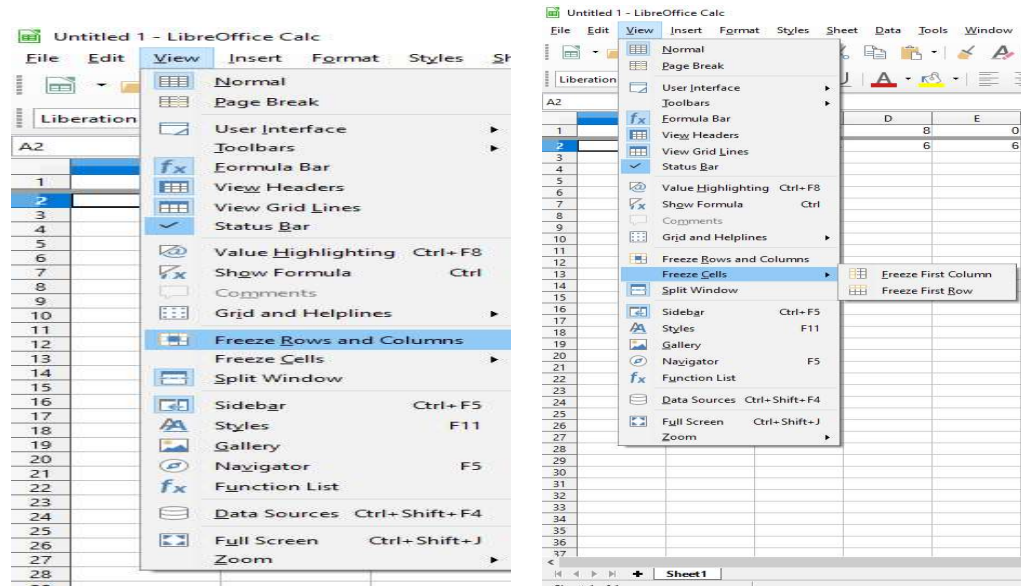 Untitled 1 - LibreOffice Calc
File Edit View Insert Format Styles Sh
Normal
Page Break
Liberation
User Interface
A2
Toolbars
Formula Bar
1
View Headers
2
View Grid Lines
3
Status Bar
4
5
Value Highlighting Ctrl+F8
6
7
Show Formula Ctrl
8
Comments
9
10
Grid and Helplines
11
12
Freeze Rows and Columns
13
Freeze Cells
14
Split Window
15
16
Sidebar Ctrl+F5
17
18
Styles F11
19
Gallery
20
Navigator F5
21
22
Function List
23
24
Data Sources Ctrl+Shift+F4
25
26
Full Screen Ctrl+Shift+J
27
Zoom
28
Untitled 1 - LibreOffice Calc
File Edit View Insert Format Styles Sheet Data Tools Window
Normal
Page Break
Liberation
User Interface
A2
Toolbars
Formula Bar
D E
1
View Headers
8 0
2
View Grid Lines
6 6
3
4
Status Bar
5
6
Value Highlighting Ctrl+F8
7
Show Formula Ctrl
8
Comments
9
10
Grid and Helplines
11
12
Freeze Rows and Columns
13
Freeze Cells
Freeze First Column
14
Split Window
Freeze First Row
15
16
Sidebar Ctrl+F5
17
18
Styles F11
19
Gallery
20
Navigator F5
21
22
Function List
23
24
Data Sources Ctrl+Shift+F4
25
26
Full Screen Ctrl+Shift+J
27
Zoom
28
29
30
31
32
33
34
35
36
37
Sheet1